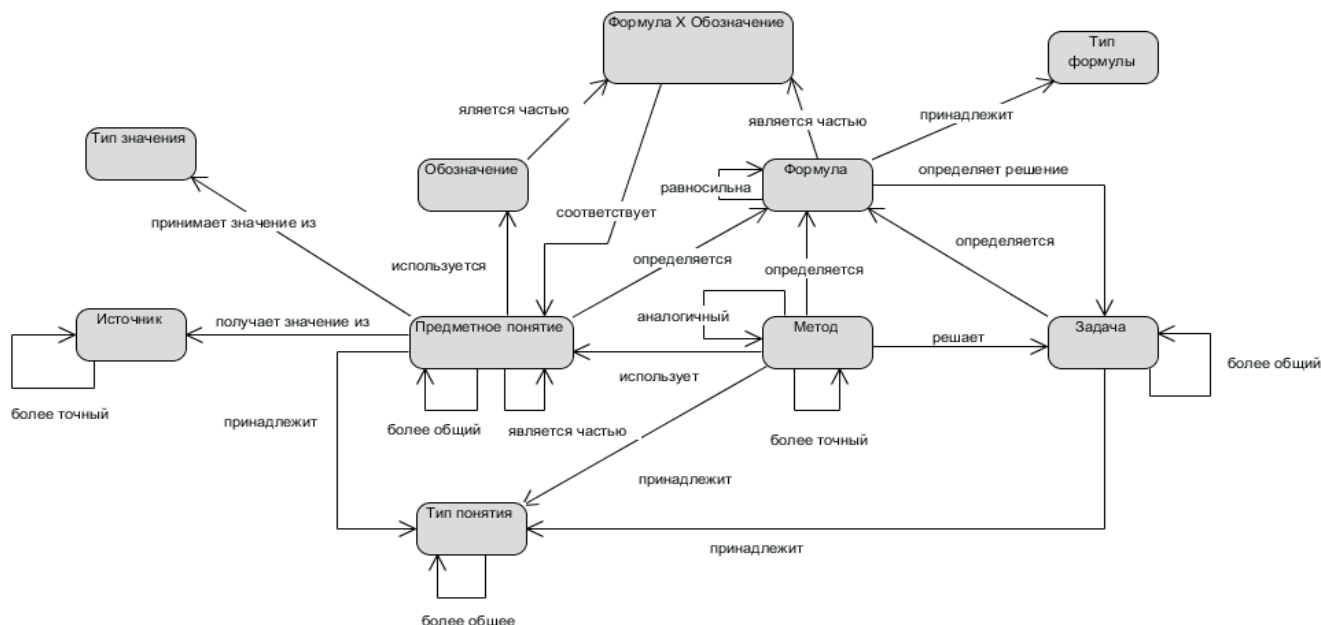 Формула Х Обозначение
Тип
формулы
яляется частью
является частью
принадлежит
Тип значения
Обозначение
Формула
равносильна
определяет решение
принимает значение из
соответствует
используется
определяется
определяется
определяется
Источник
получает значение из
Предметное понятие
аналогичный
Метод
решает
Задача
использует
более общий
более точный
принадлежит
более общий
является частью
более точный
принадлежит
Тип понятия
принадлежит
более общее